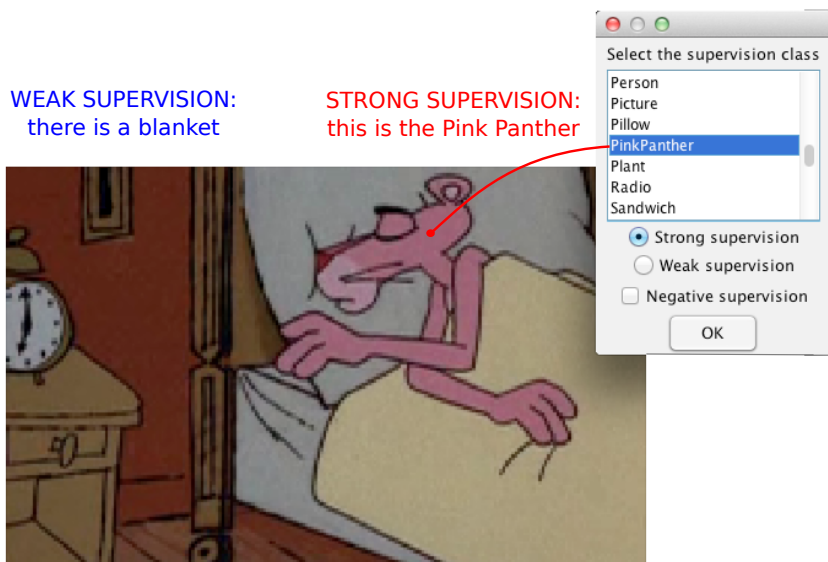 WEAK SUPERVISION:
there is a blanket
STRONG SUPERVISION:
this is the Pink Panther
Select the supervision class
Person
Picture
Pillow
PinkPanther
Plant
Radio
Sandwich
Strong supervision
Weak supervision
Negative supervision
OK